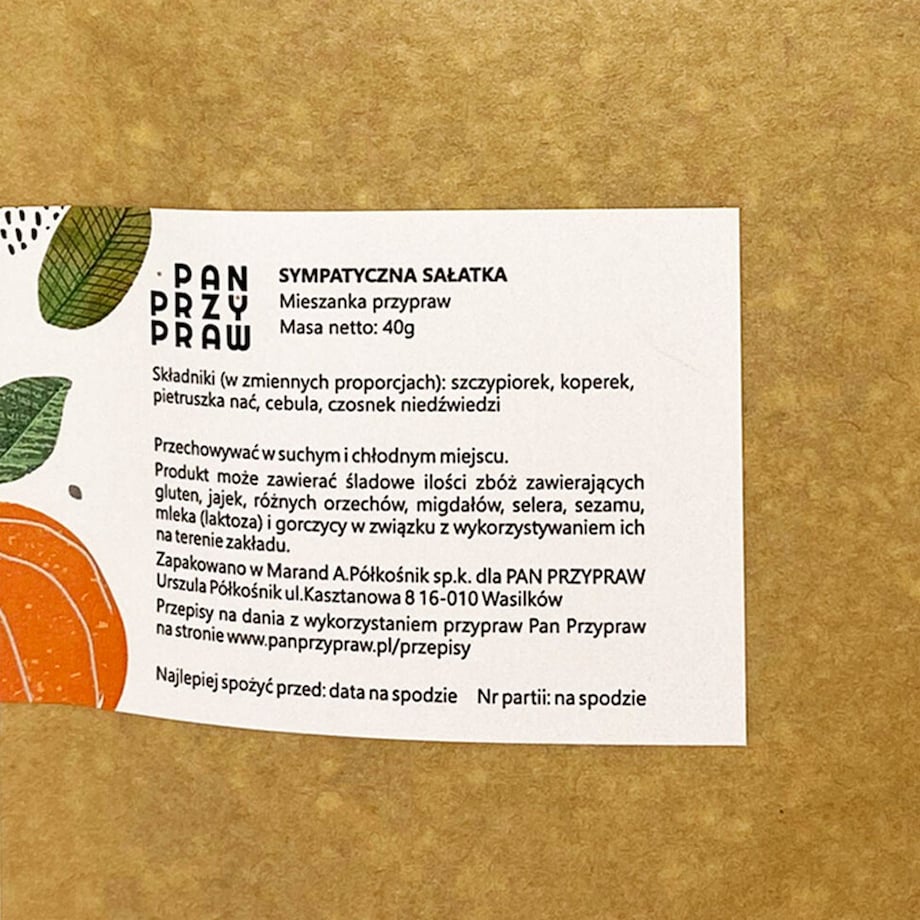 PAN
PRZY
PRAW
SYMPATYCZNA SAŁATKA
Mieszanka przypraw
Masa netto: 40g
Składniki (w zmiennych proporcjach): szczypiorek, koperek,
pietruszka nać, cebula, czosnek niedźwiedzi
Przechowywać w suchym i chłodnym miejscu.
Produkt może zawierać śladowe ilości zbóż zawierających
gluten, jajek, różnych orzechów, migdałów, selera, sezamu,
mleka (laktoza) i gorczycy w związku z wykorzystywaniem ich
na terenie zakładu.
Zapakowano w Marand A.Półkośnik sp.k. dla PAN PRZYPRAW
Urszula Półkośnik ul.Kasztanowa 8 16-010 Wasilków
Przepisy na dania z wykorzystaniem przypraw Pan Przypraw
na stronie www.panprzypraw.pl/przepisy
Najlepiej spożyć przed: data na spodzie Nr partii: na spodzie